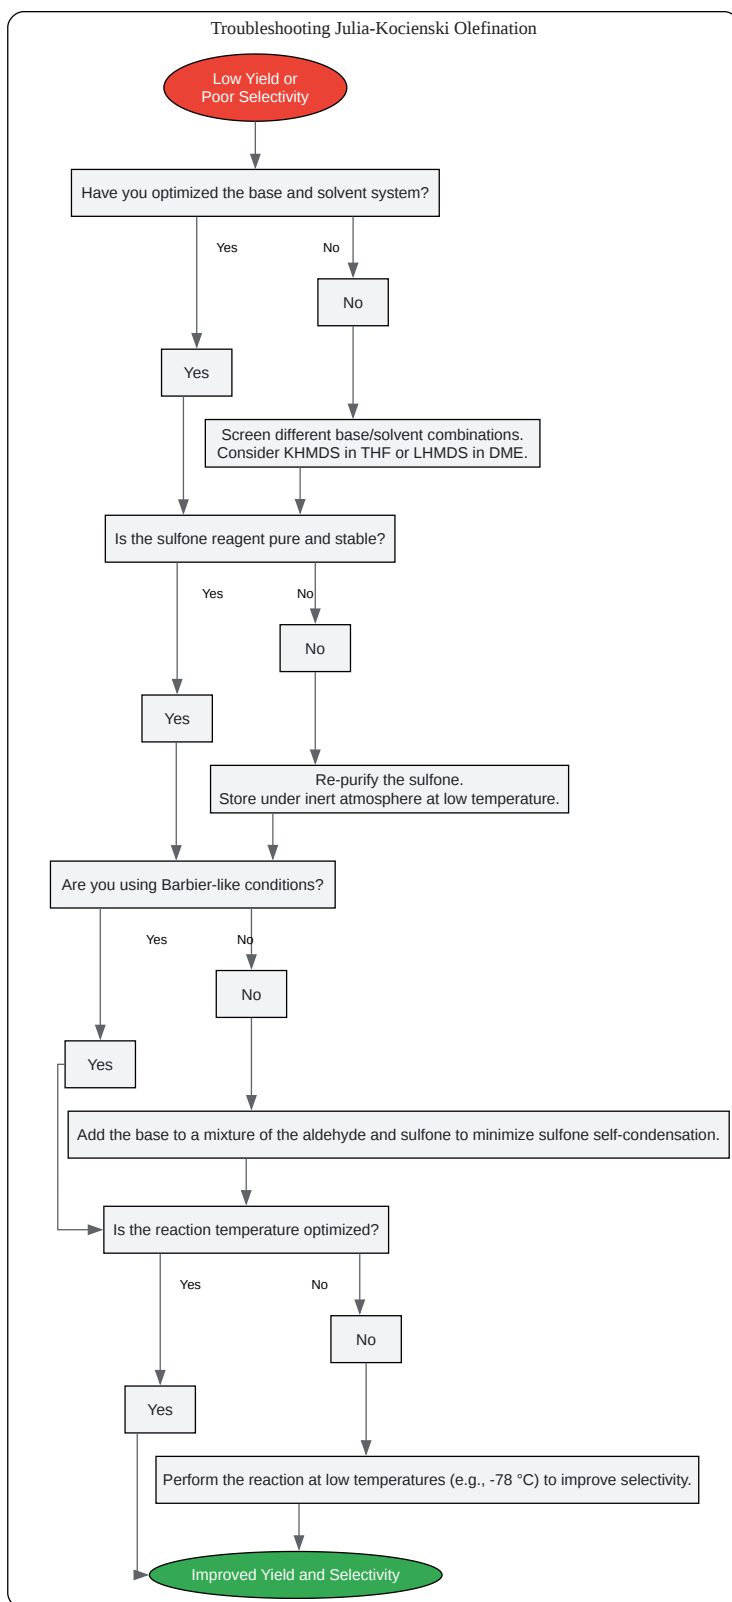 Troubleshooting Julia-Kocienski Olefination
Low Yield or
Poor Selectivity
Have you optimized the base and solvent system?
Yes
No
No
Yes
Screen different base/solvent combinations.
Consider KHMDS in THF or LHMDS in DME.
Is the sulfone reagent pure and stable?
Yes
No
No
Yes
Re-purify the sulfone.
Store under inert atmosphere at low temperature.
Are you using Barbier-like conditions?
Yes
No
No
Yes
Add the base to a mixture of the aldehyde and sulfone to minimize sulfone self-condensation.
Is the reaction temperature optimized?
Yes
No
No
Yes
Perform the reaction at low temperatures (e.g., -78 °C) to improve selectivity.
Improved Yield and Selectivity